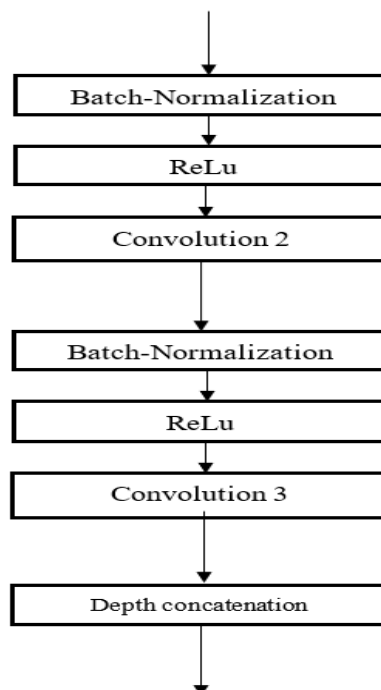 Batch-Normalization
ReLu
Convolution 2
Batch-Normalization
ReLu
Convolution 3
Depth concatenation